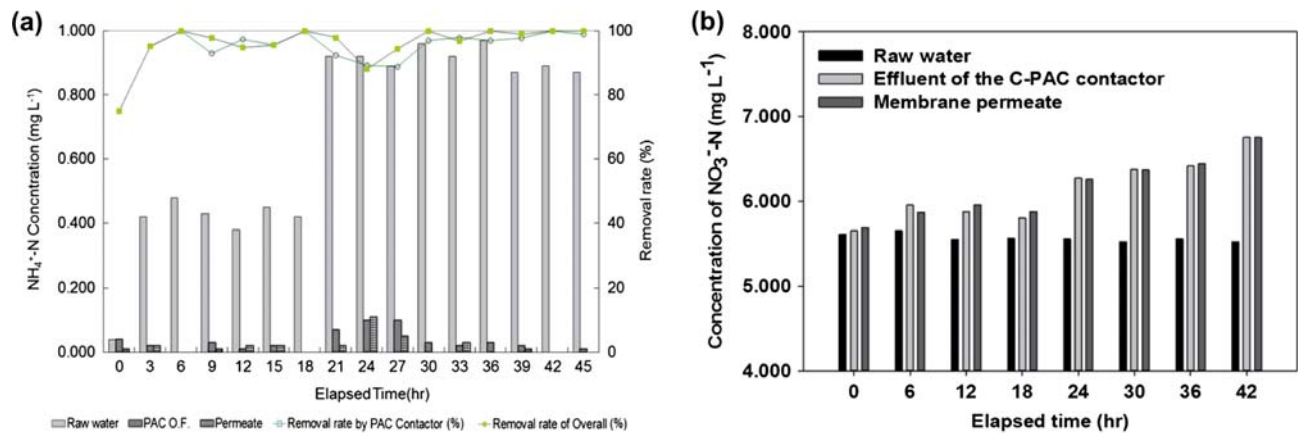 (a)
1.000
0.800
0.600
0.400
0.200
0.000
NH₄⁺-N Concntration (mg L⁻¹)
100
80
60
40
20
0
Removal rate (%)
0 3 6 9 12 15 18 21 24 27 30 33 36 39 42 45
Elapsed Time(hr)
Raw water PAC O.F. Permeate Removal rate by PAC Contactor (%) Removal rate of Overall (%)
(b)
8.000
7.000
6.000
5.000
4.000
Concentration of NO₃⁻-N (mg L⁻¹)
Raw water
Effluent of the C-PAC contactor
Membrane permeate
0 6 12 18 24 30 36 42
Elapsed time (hr)